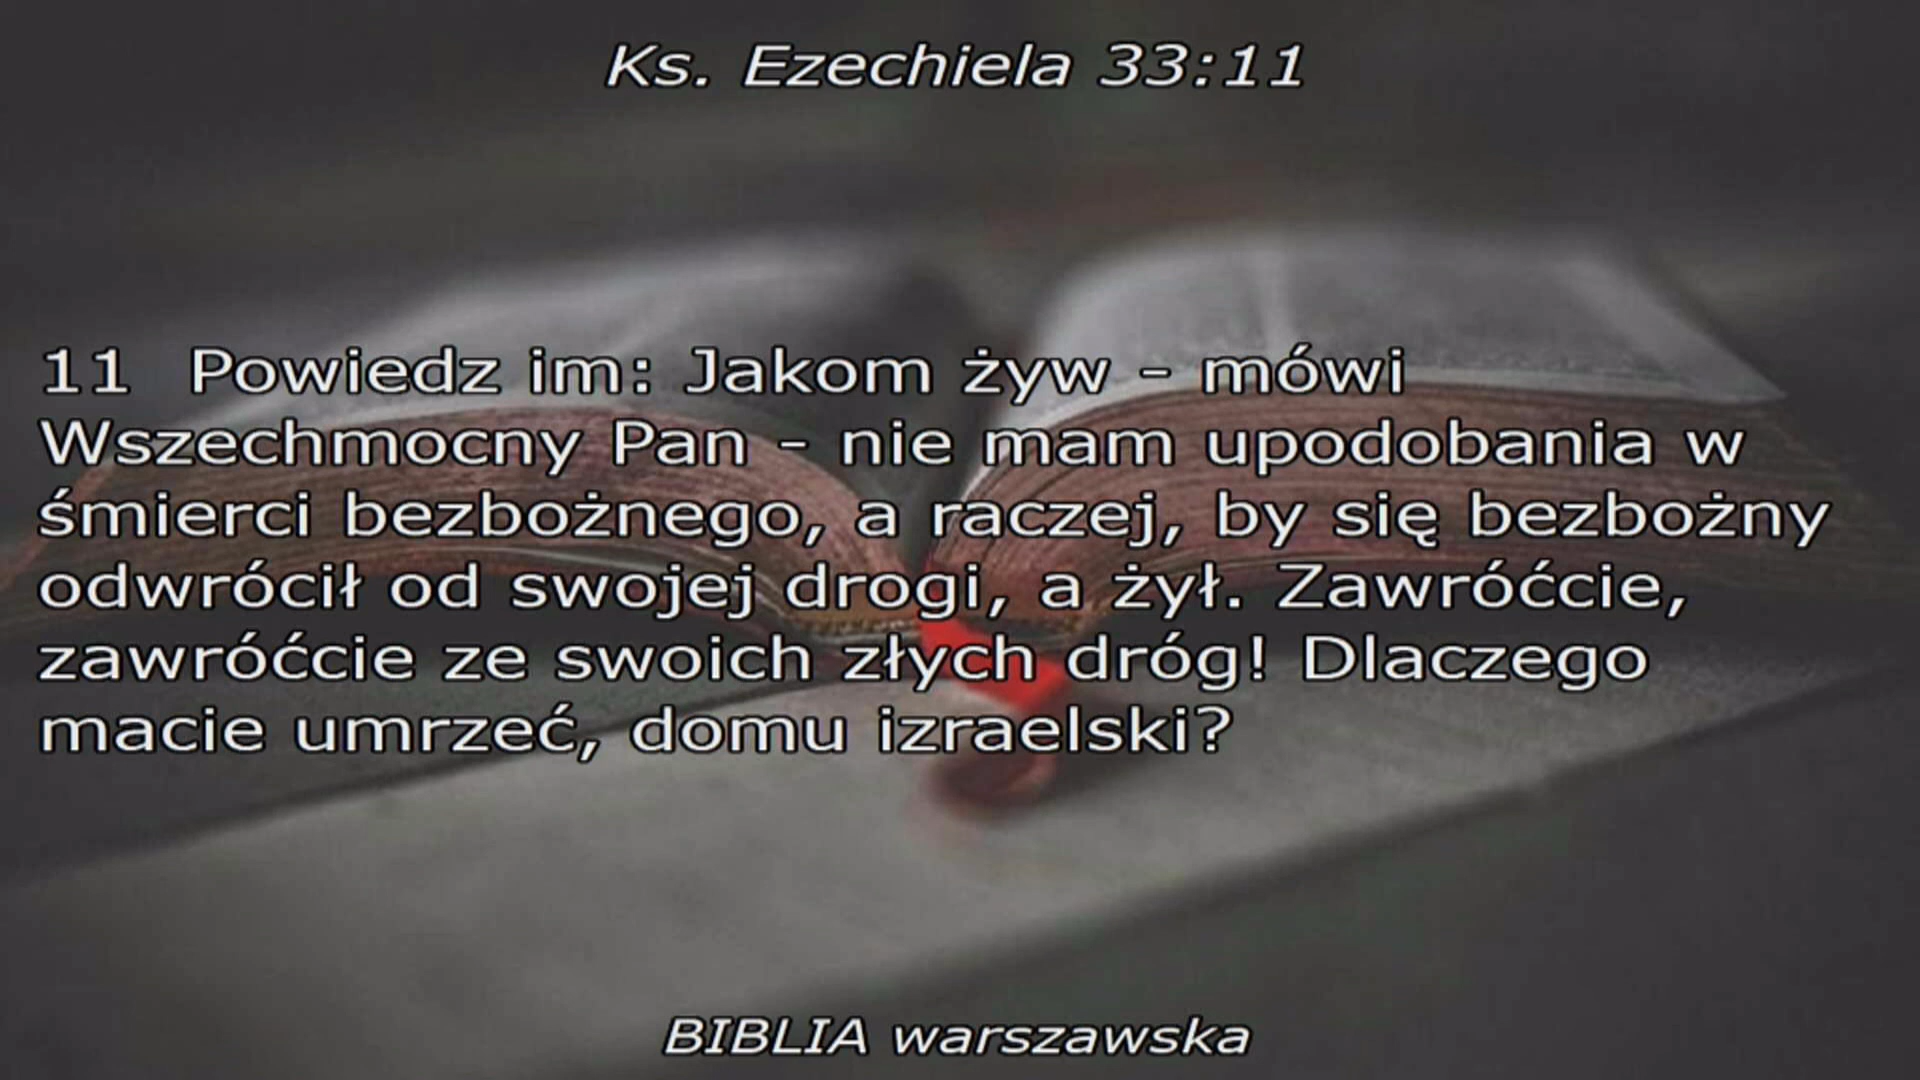 Ks. Ezechiela 33:11
11 Powiedz im: Jakom żyw - mówi
Wszechmocny Pan - nie mam upodobania w
śmierci bezbożnego, a raczej, by się bezbożny
odwrócił od swojej drogi, a żył. Zawróćcie,
zawróćcie ze swoich złych dróg! Dlaczego
macie umrzeć, domu izraelski?
BIBLIA warszawska